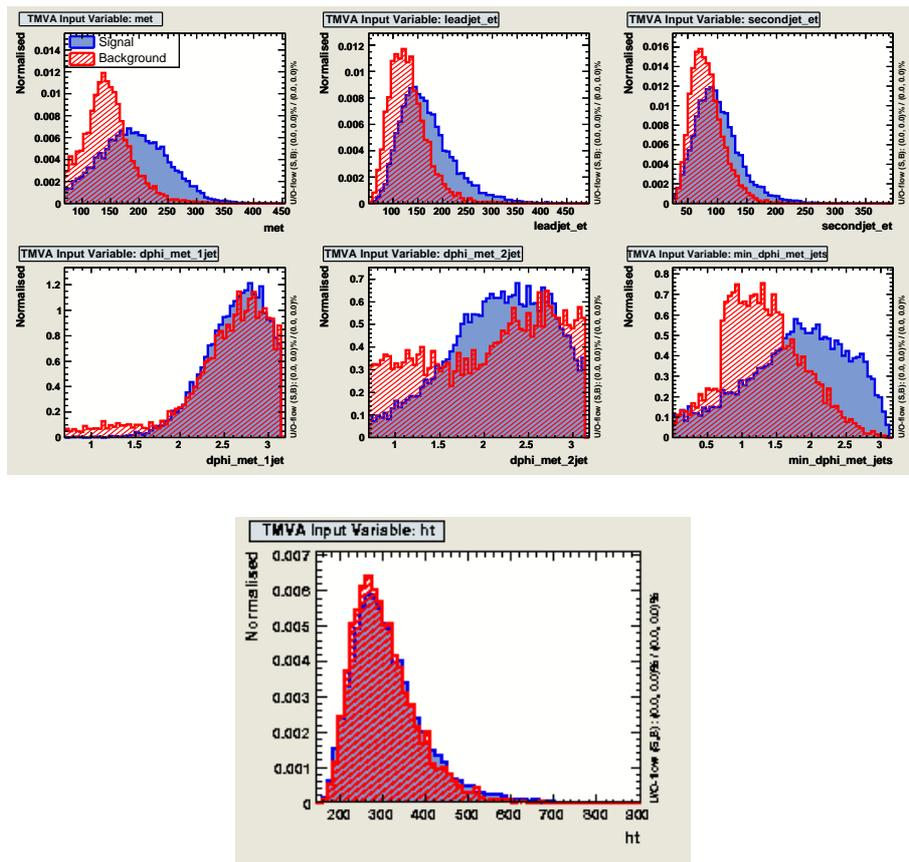 TMVA Input Variable: met
Normalised
Signal
Background
0.014
0.012
0.01
0.008
0.006
0.004
0.002
0
100 150 200 250 300 350 400 450
met
U/O-flow (S,B): (0.0, 0.0)% / (0.0, 0.0)%
TMVA Input Variable: leadjet_et
Normalised
0.012
0.01
0.008
0.006
0.004
0.002
0
100 150 200 250 300 350 400 450
leadjet_et
U/O-flow (S,B): (0.0, 0.0)% / (0.0, 0.0)%
TMVA Input Variable: secondjet_et
Normalised
0.016
0.014
0.012
0.01
0.008
0.006
0.004
0.002
0
50 100 150 200 250 300 350
secondjet_et
U/O-flow (S,B): (0.0, 0.0)% / (0.0, 0.0)%
TMVA Input Variable: dphi_met_1jet
Normalised
1.2
1
0.8
0.6
0.4
0.2
0
1 1.5 2 2.5 3
dphi_met_1jet
U/O-flow (S,B): (0.0, 0.0)% / (0.0, 0.0)%
TMVA Input Variable: dphi_met_2jet
Normalised
0.7
0.6
0.5
0.4
0.3
0.2
0.1
0
1 1.5 2 2.5 3
dphi_met_2jet
U/O-flow (S,B): (0.0, 0.0)% / (0.0, 0.0)%
TMVA Input Variable: min_dphi_met_jets
Normalised
0.8
0.7
0.6
0.5
0.4
0.3
0.2
0.1
0
0.5 1 1.5 2 2.5 3
min_dphi_met_jets
U/O-flow (S,B): (0.0, 0.0)% / (0.0, 0.0)%
TMVA Input Variable: ht
Normalised
0.007
0.006
0.005
0.004
0.003
0.002
0.001
0
200 300 400 500 600 700 800 900
ht
U/O-flow (S,B): (0.0, 0.0)% / (0.0, 0.0)%